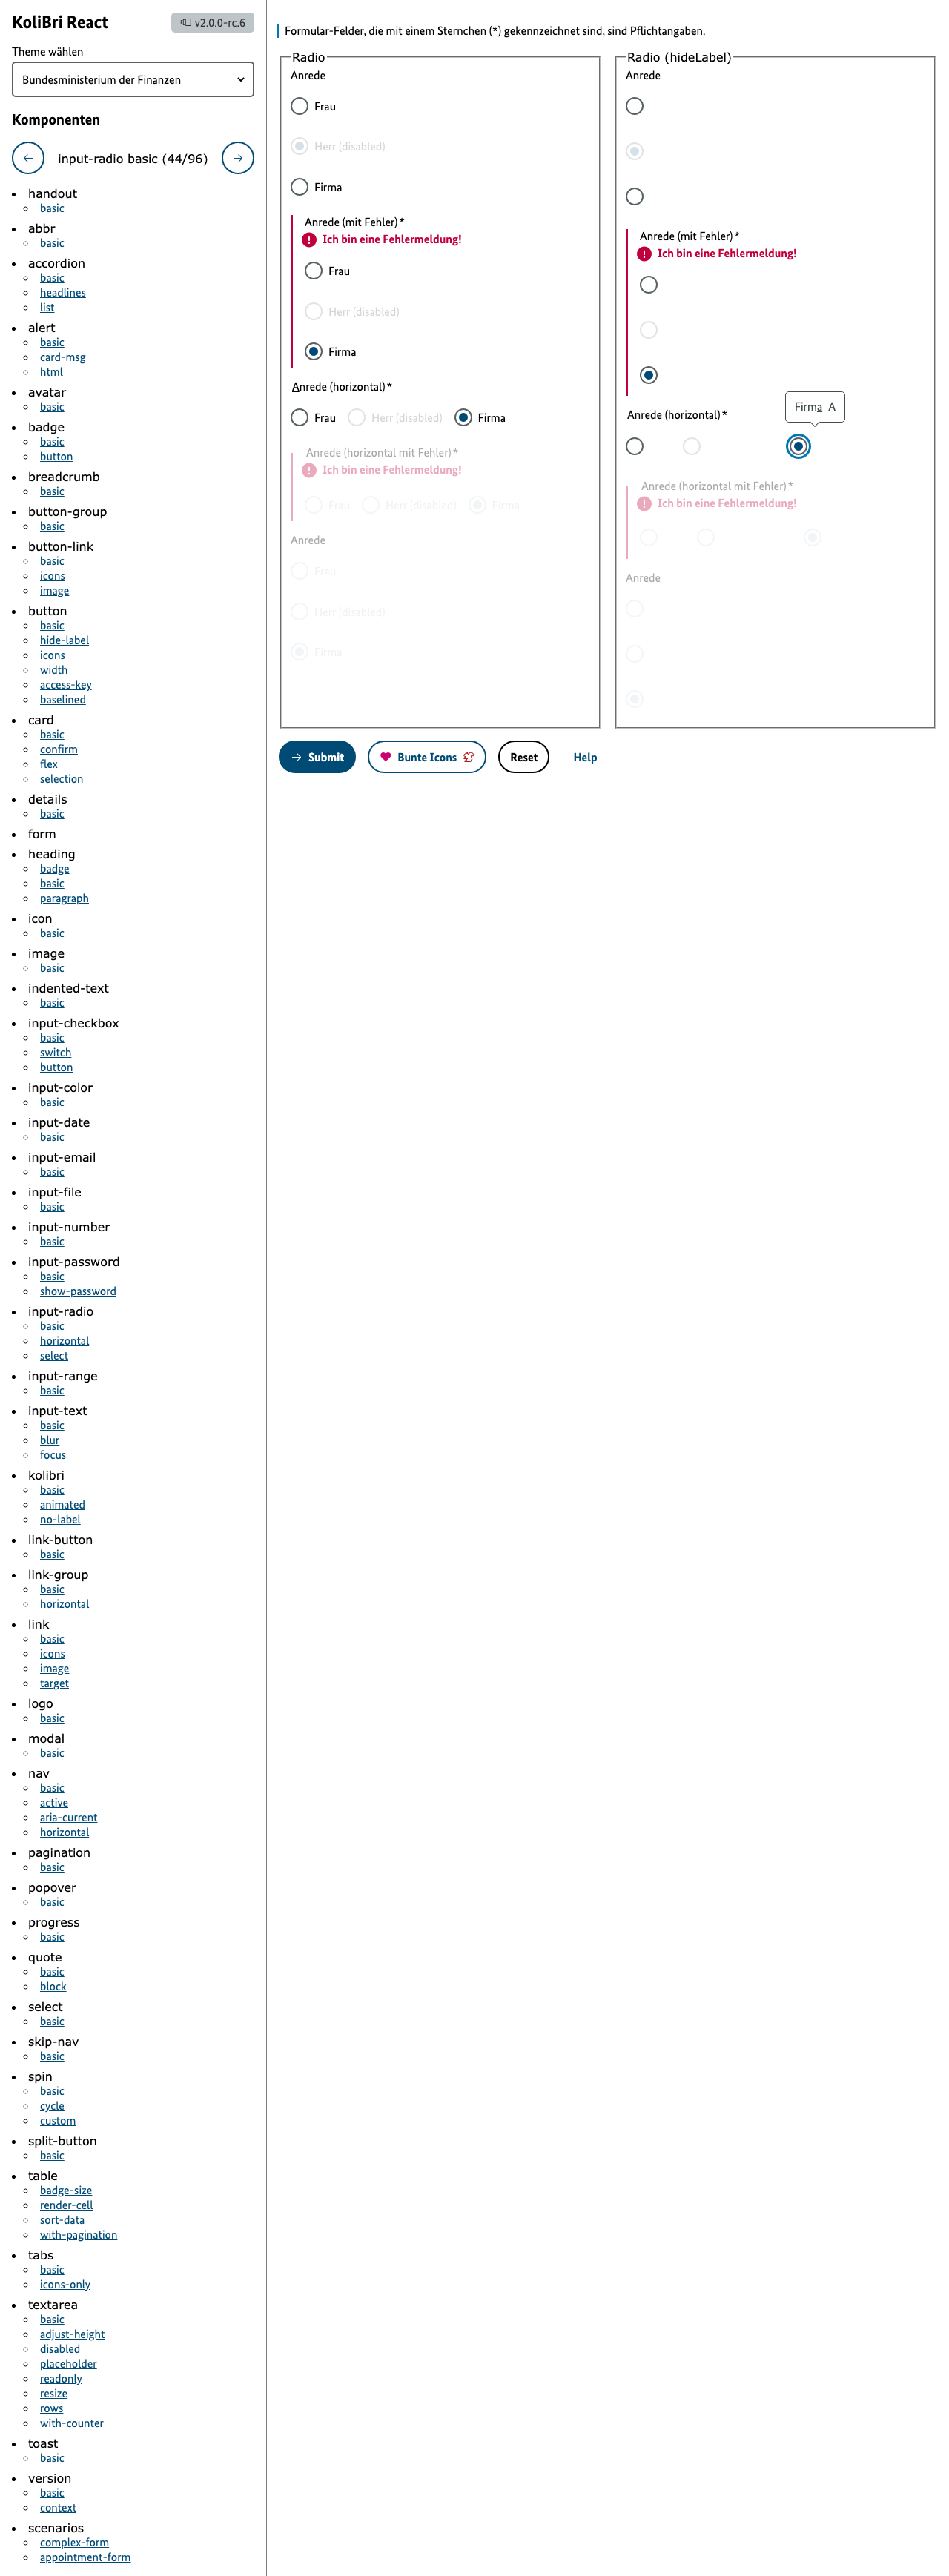 KoliBri React
v2.0.0-rc.6
Theme wählen
Bundesministerium der Finanzen
Komponenten
input-radio basic (44/96)
handout
basic
abbr
basic
accordion
basic
headlines
list
alert
basic
card-msg
html
avatar
basic
badge
basic
button
breadcrumb
basic
button-group
basic
button-link
basic
icons
image
button
basic
hide-label
icons
width
access-key
baselined
card
basic
confirm
flex
selection
details
basic
form
heading
badge
basic
paragraph
icon
basic
image
basic
indented-text
basic
input-checkbox
basic
switch
button
input-color
basic
input-date
basic
input-email
basic
input-file
basic
input-number
basic
input-password
basic
show-password
input-radio
basic
horizontal
select
input-range
basic
input-text
basic
blur
focus
kolibri
basic
animated
no-label
link-button
basic
link-group
basic
horizontal
link
basic
icons
image
target
logo
basic
modal
basic
nav
basic
active
aria-current
horizontal
pagination
basic
popover
basic
progress
basic
quote
basic
block
select
basic
skip-nav
basic
spin
basic
cycle
custom
split-button
basic
table
badge-size
render-cell
sort-data
with-pagination
tabs
basic
icons-only
textarea
basic
adjust-height
disabled
placeholder
readonly
resize
rows
with-counter
toast
basic
version
basic
context
scenarios
complex-form
appointment-form
Formular-Felder, die mit einem Sternchen (*) gekennzeichnet sind, sind Pflichtangaben.
Radio
Anrede
Frau
Herr (disabled)
Firma
Anrede (mit Fehler)*
Ich bin eine Fehlermeldung!
Frau
Herr (disabled)
Firma
Anrede (horizontal)*
Frau Herr (disabled) Firma
Anrede (horizontal mit Fehler)*
Ich bin eine Fehlermeldung!
Frau Herr (disabled) Firma
Anrede
Frau
Herr (disabled)
Firma
Radio (hideLabel)
Anrede
Anrede (mit Fehler)*
Ich bin eine Fehlermeldung!
Firma A
Anrede (horizontal)*
Anrede (horizontal mit Fehler)*
Ich bin eine Fehlermeldung!
Anrede
Submit Bunte Icons Reset Help